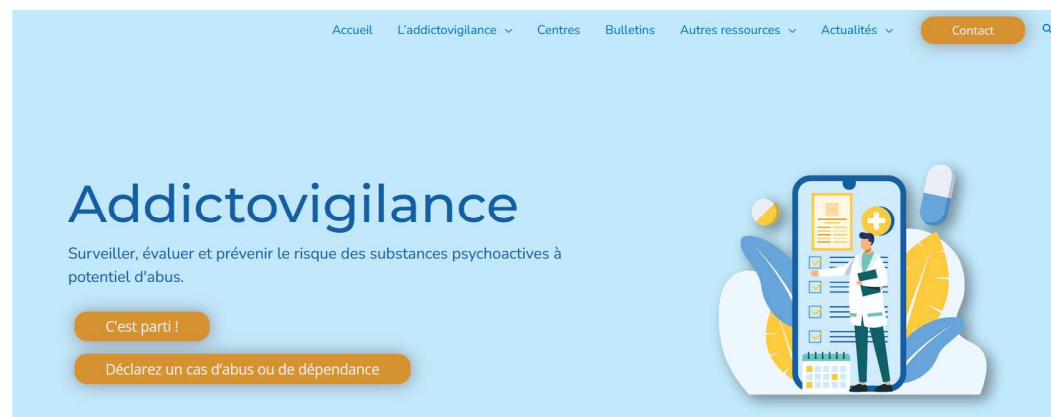 Accueil L'addictovigilance Centres Bulletins Autres ressources Actualités Contact
Addictovigilance
Surveiller, évaluer et prévenir le risque des substances psychoactives à
potentiel d'abus.
C'est parti !
Déclarez un cas d'abus ou de dépendance